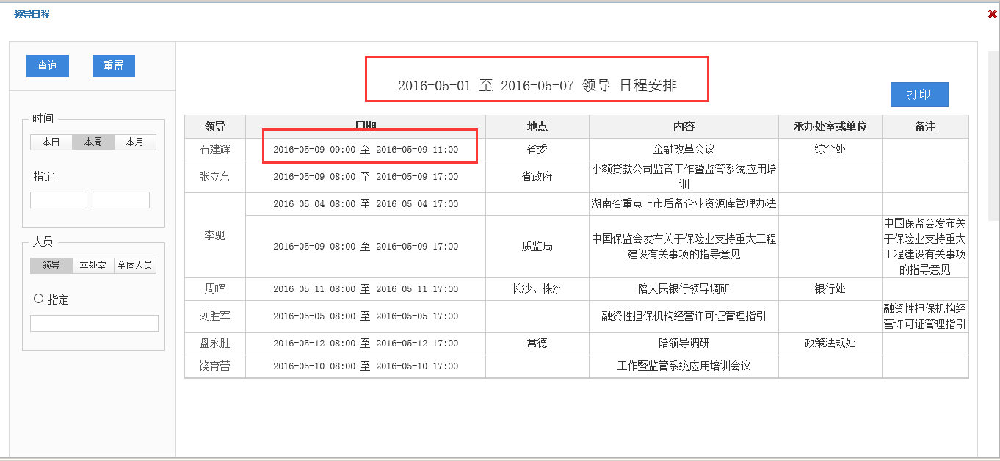 领导日程
查询
重置
时间
本日 本周 本月
指定
人员
领导 本处室 全体人员
指定
2016-05-01 至 2016-05-07 领导 日程安排
打印
领导 日期 地点 内容 承办处室或单位 备注
石建辉 2016-05-09 09:00 至 2016-05-09 11:00 省委 金融改革会议 综合处
张立东 2016-05-09 08:00 至 2016-05-09 17:00 省政府 小额贷款公司监管工作暨监管系统应用培
训
李驰 2016-05-04 08:00 至 2016-05-04 17:00 湖南省重点上市后备企业资源库管理办法
2016-05-09 08:00 至 2016-05-09 17:00 质监局 中国保监会发布关于保险业支持重大工程
建设有关事项的指导意见
中国保监会发布关
于保险业支持重大
工程建设有关事项
的指导意见
周晖 2016-05-11 08:00 至 2016-05-11 17:00 长沙、株洲 陪人民银行领导调研 银行处
刘胜军 2016-05-05 08:00 至 2016-05-05 17:00 融资性担保机构经营许可证管理指引
融资性担保机构经
营许可证管理指引
盘永胜 2016-05-12 08:00 至 2016-05-12 17:00 常德 陪领导调研 政策法规处
饶育蕾 2016-05-10 08:00 至 2016-05-10 17:00 工作暨监管系统应用培训会议